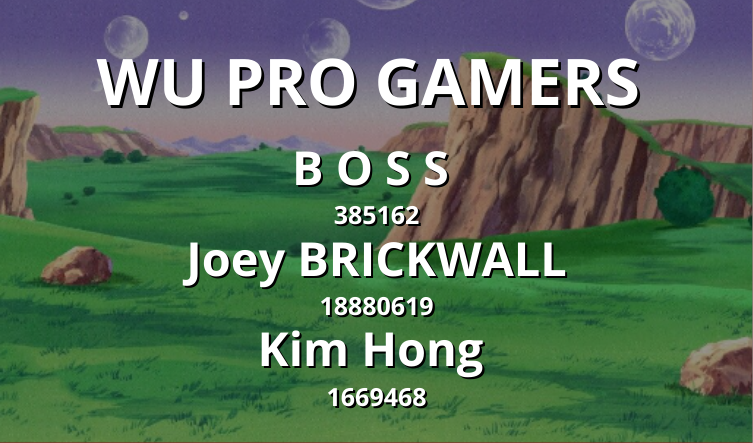 WU PRO GAMERS
B O S S
385162
Joey BRICKWALL
18880619
Kim Hong
1669468